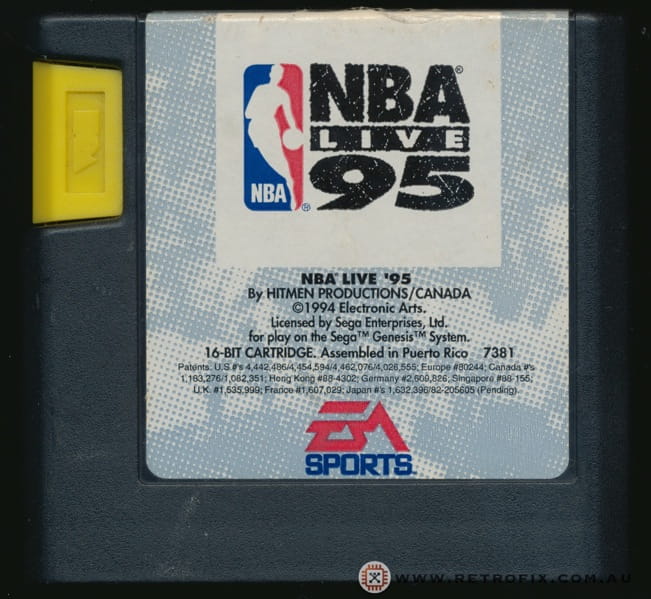 NBA®
LIVE
95
NBA ®
NBA LIVE '95
By HITMEN PRODUCTIONS/CANADA
©1994 Electronic Arts.
Licensed by Sega Enterprises, Ltd.
for play on the Sega™ Genesis™ System.
16-BIT CARTRIDGE. Assembled in Puerto Rico 7381
Patents. U.S.#'s 4,442,486/4,454,594/4,462,076/4,026,555; Europe #80244; Canada #'s
1,183,276/1,082,351; Hong Kong #88-4302; Germany #2,609,826; Singapore #88-155,
U.K. #1,535,999; France #1,607,029; Japan #'s 1,632,396/82-205605 (Pending).
EA
SPORTS™
WWW.RETROFIX.COM.AU